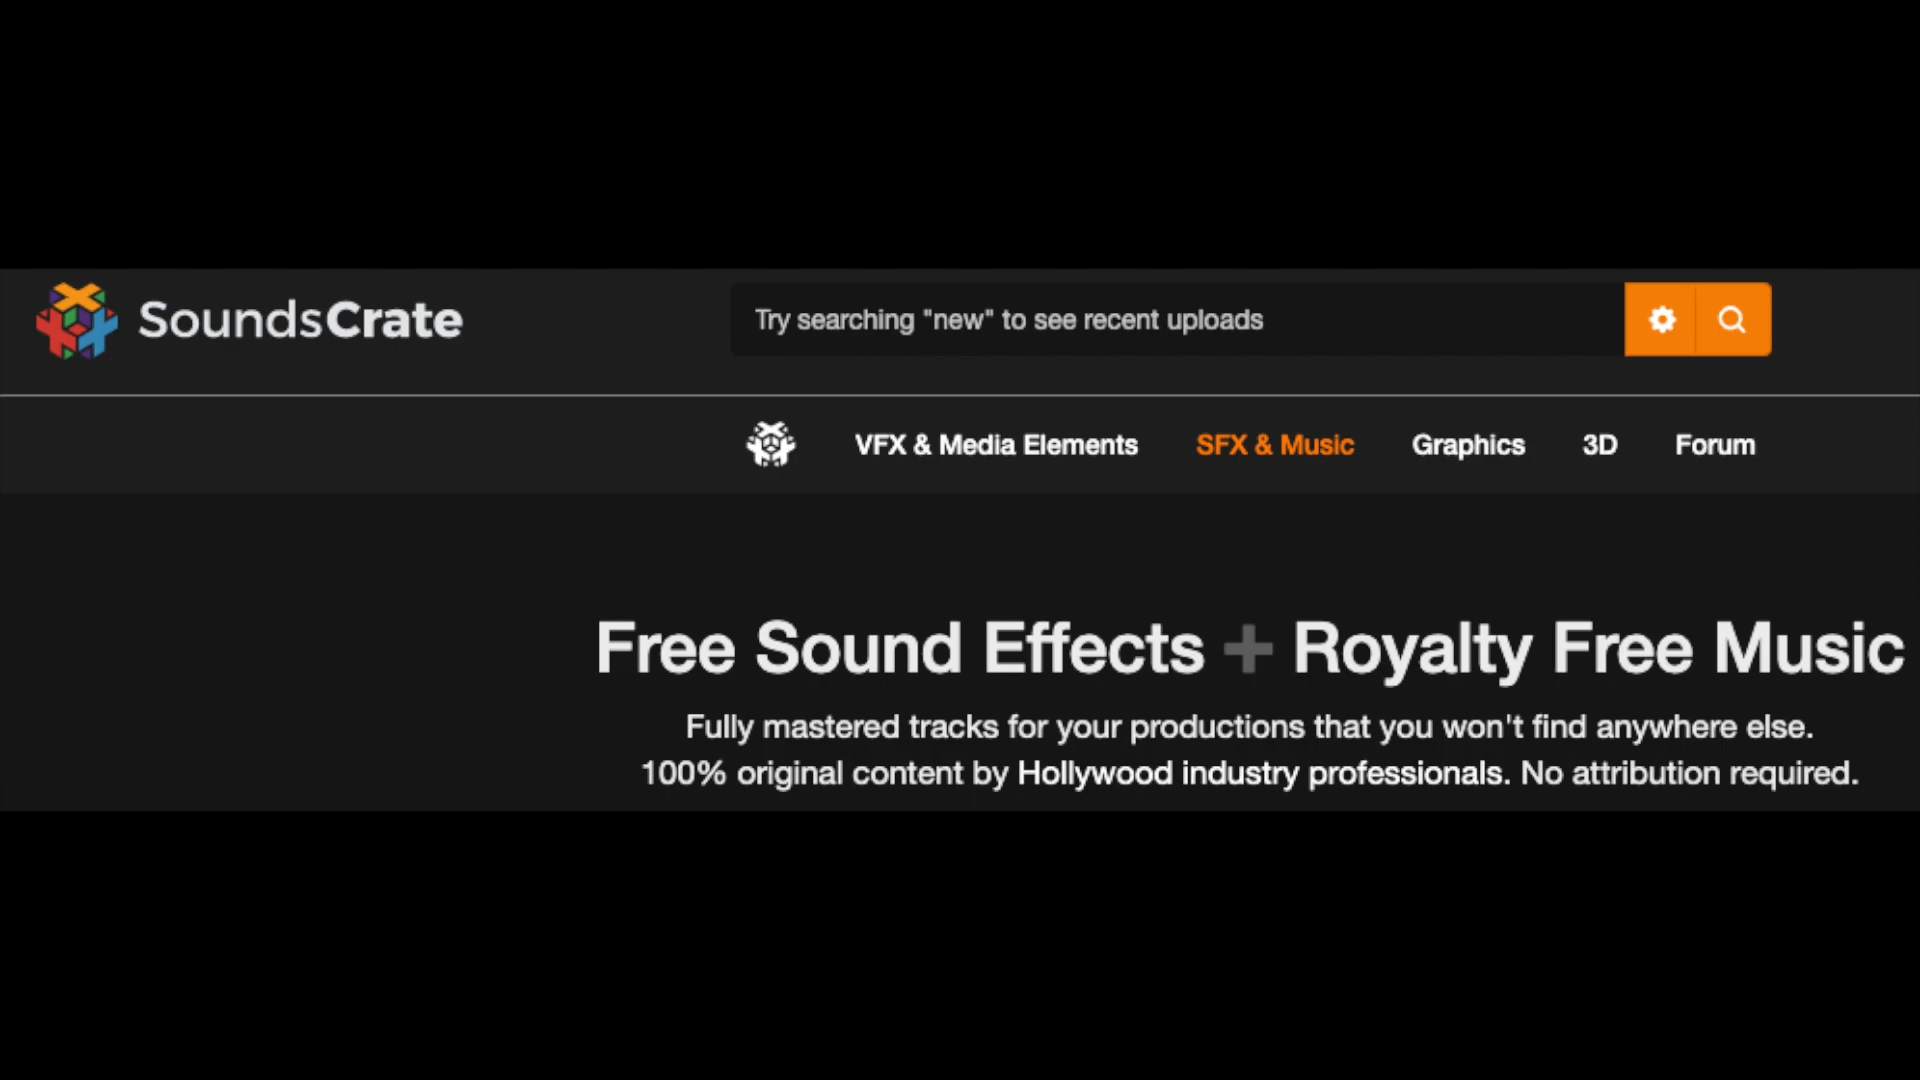 SoundsCrate
Try searching "new" to see recent uploads
VFX & Media Elements SFX & Music Graphics 3D Forum
Free Sound Effects + Royalty Free Music
Fully mastered tracks for your productions that you won't find anywhere else.
100% original content by Hollywood industry professionals. No attribution required.